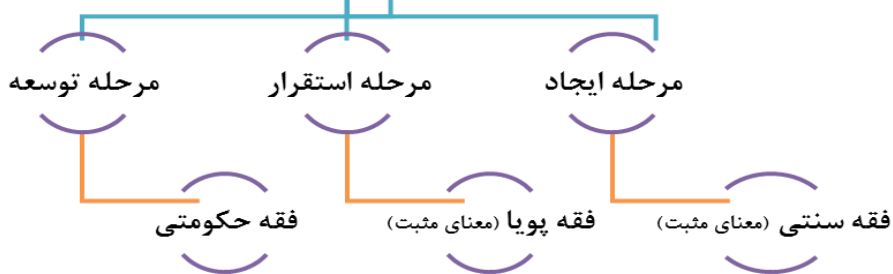 مرحله ایجاد
مرحله استقرار
مرحله توسعه
فقه سنتی (معنای مثبت)
فقه پویا (معنای مثبت)
فقه حکومتی